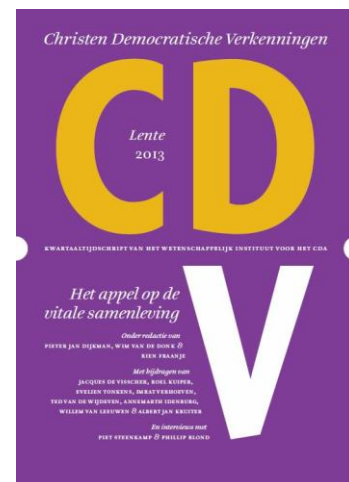 Christen Democratische Verkenningen
CD
Lente
2013
KWARTAALTIJDSCHRIFT VAN HET WETENSCHAPPELIJK INSTITUUT VOOR HET CDA
V
Het appel op de
vitale samenleving
Onder redactie van
PIETER JAN DIJKMAN, WIM VAN DE DONK &
RIEN FRAANJE
Met bijdragen van
JACQUES DE VISSCHER, ROEL KUIPER,
EVELIEN TONKENS, IMRAT VERHOEVEN,
TED VAN DE WIJDEVEN, ANNEMARTH IDENBURG,
WILLEM VAN LEEUWEN & ALBERT JAN KRUITER
En interviews met
PIET STEENKAMP & PHILLIP BLOND